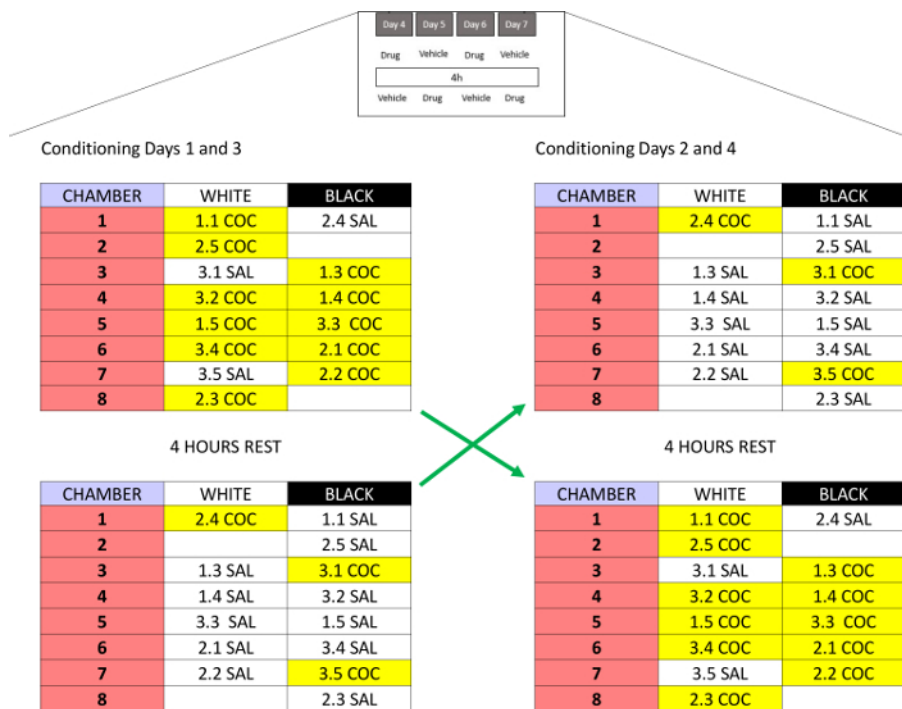 Day 4 Day 5 Day 6 Day 7
Drug Vehicle Drug Vehicle
4h
Vehicle Drug Vehicle Drug
Conditioning Days 1 and 3
CHAMBER WHITE BLACK
1 1.1 COC 2.4 SAL
2 2.5 COC
3 3.1 SAL 1.3 COC
4 3.2 COC 1.4 COC
5 1.5 COC 3.3 COC
6 3.4 COC 2.1 COC
7 3.5 SAL 2.2 COC
8 2.3 COC
4 HOURS REST
CHAMBER WHITE BLACK
1 2.4 COC 1.1 SAL
2 2.5 SAL
3 1.3 SAL 3.1 COC
4 1.4 SAL 3.2 SAL
5 3.3 SAL 1.5 SAL
6 2.1 SAL 3.4 SAL
7 2.2 SAL 3.5 COC
8 2.3 SAL
Conditioning Days 2 and 4
CHAMBER WHITE BLACK
1 2.4 COC 1.1 SAL
2 2.5 SAL
3 1.3 SAL 3.1 COC
4 1.4 SAL 3.2 SAL
5 3.3 SAL 1.5 SAL
6 2.1 SAL 3.4 SAL
7 2.2 SAL 3.5 COC
8 2.3 SAL
4 HOURS REST
CHAMBER WHITE BLACK
1 1.1 COC 2.4 SAL
2 2.5 COC
3 3.1 SAL 1.3 COC
4 3.2 COC 1.4 COC
5 1.5 COC 3.3 COC
6 3.4 COC 2.1 COC
7 3.5 SAL 2.2 COC
8 2.3 COC